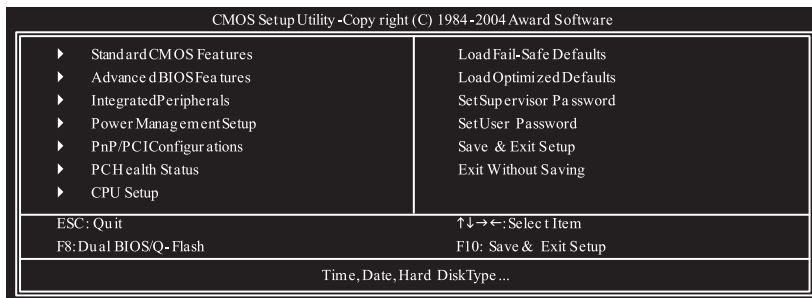 CMOS Setup Utility-Copy right (C) 1984-2004 Award Software
Standard CMOS Features
Advanced BIOS Features
Integrated Peripherals
Power Management Setup
PnP/PCI Configurations
PC Health Status
CPU Setup
Load Fail-Safe Defaults
Load Optimized Defaults
Set Supervisor Password
Set User Password
Save & Exit Setup
Exit Without Saving
ESC: Quit
↑↓→←: Select Item
F8: Dual BIOS/Q-Flash
F10: Save & Exit Setup
Time, Date, Hard Disk Type ...